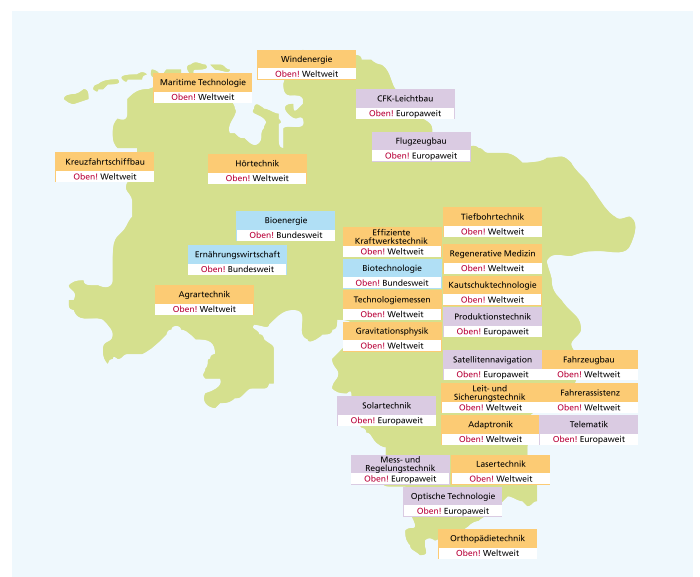 Windenergie
Oben! Weltweit
Maritime Technologie
Oben! Weltweit
CFK-Leichtbau
Oben! Europaweit
Flugzeugbau
Oben! Europaweit
Kreuzfahrtschiffbau
Oben! Weltweit
Hörtechnik
Oben! Weltweit
Bioenergie
Oben! Bundesweit
Tiefbohrtechnik
Oben! Weltweit
Effiziente
Kraftwerkstechnik
Oben! Weltweit
Ernährungswirtschaft
Oben! Bundesweit
Regenerative Medizin
Oben! Weltweit
Biotechnologie
Oben! Bundesweit
Kautschuktechnologie
Oben! Weltweit
Agrartechnik
Oben! Weltweit
Technologiemessen
Oben! Weltweit
Produktionstechnik
Oben! Europaweit
Gravitationsphysik
Oben! Weltweit
Satellitennavigation
Oben! Europaweit
Fahrzeugbau
Oben! Weltweit
Leit- und
Sicherungstechnik
Oben! Weltweit
Fahrerassistenz
Oben! Weltweit
Solartechnik
Oben! Europaweit
Adaptronik
Oben! Weltweit
Telematik
Oben! Europaweit
Mess- und
Regelungstechnik
Oben! Europaweit
Lasertechnik
Oben! Weltweit
Optische Technologie
Oben! Europaweit
Orthopädietechnik
Oben! Weltweit